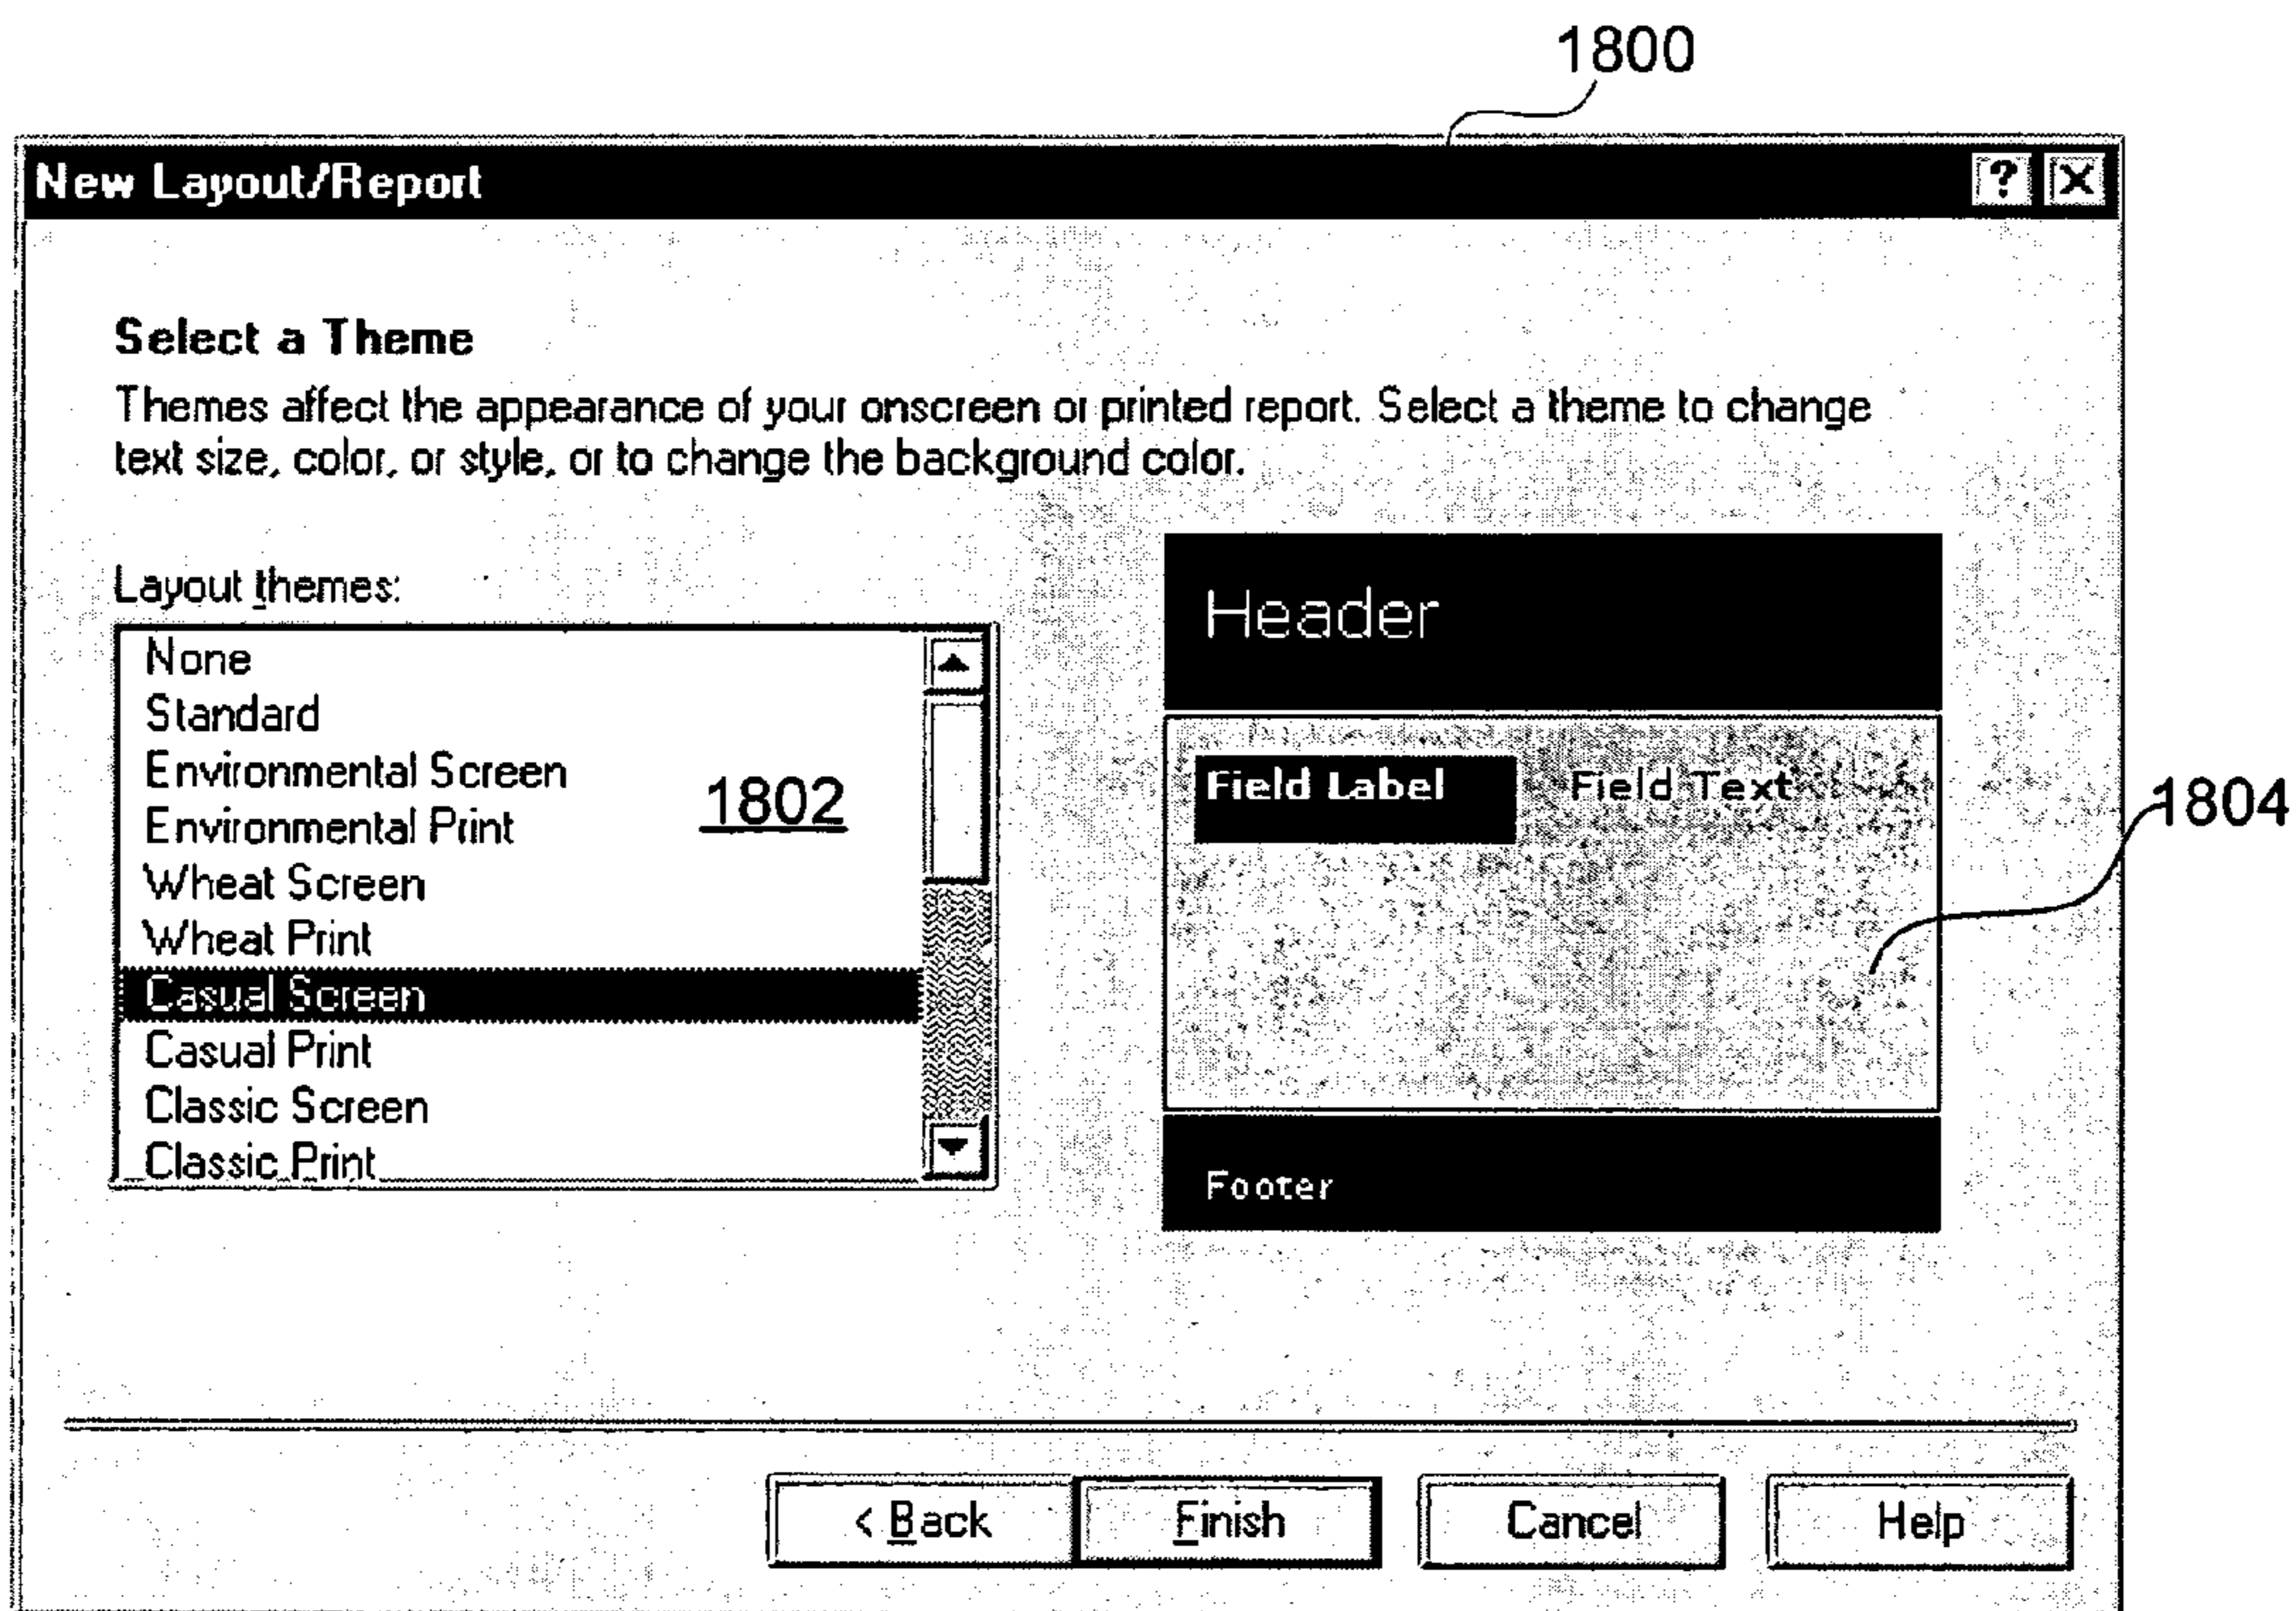 1800
New Layout/Report
? X
Select a Theme
Themes affect the appearance of your onscreen or printed report. Select a theme to change
text size, color, or style, or to change the background color.
Layout themes:
None
Standard
Environmental Screen
Environmental Print
Wheat Screen
Wheat Print
Casual Screen
Casual Print
Classic Screen
Classic Print
1802
Header
Field Label Field Text
1804
Footer
< Back Finish Cancel Help